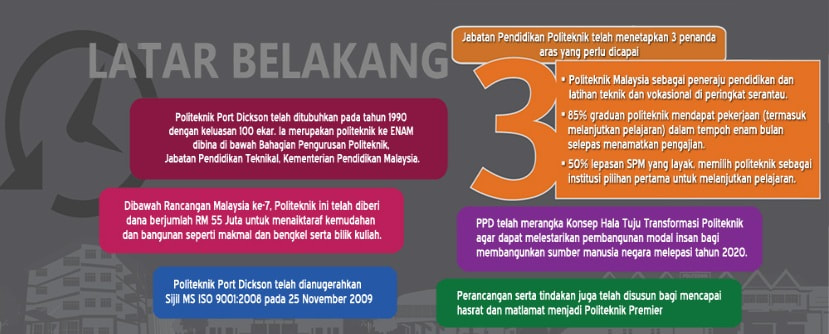 LATAR BELAKANG
Politeknik Port Dickson telah ditubuhkan pada tahun 1990
dengan keluasan 100 ekar. Ia merupakan politeknik ke ENAM
dibina di bawah Bahagian Pengurusan Politeknik,
Jabatan Pendidikan Teknikal, Kementerian Pendidikan Malaysia.
Dibawah Rancangan Malaysia ke-7, Politeknik ini telah diberi
dana berjumlah RM 55 Juta untuk menaiktaraf kemudahan
dan bangunan seperti makmal dan bengkel serta bilik kuliah.
Politeknik Port Dickson telah dianugerahkan
Sijil MS ISO 9001:2008 pada 25 November 2009
Jabatan Pendidikan Politeknik telah menetapkan 3 penanda
aras yang perlu dicapai
3
• Politeknik Malaysia sebagai peneraju pendidikan dan
latihan teknik dan vokasional di peringkat serantau.
• 85% graduan politeknik mendapat pekerjaan (termasuk
melanjutkan pelajaran) dalam tempoh enam bulan
selepas menamatkan pengajian.
• 50% lepasan SPM yang layak, memilih politeknik sebagai
institusi pilihan pertama untuk melanjutkan pelajaran.
PPD telah merangka Konsep Hala Tuju Transformasi Politeknik
agar dapat melestarikan pembangunan modal insan bagi
membangunkan sumber manusia negara melepasi tahun 2020.
Perancangan serta tindakan juga telah disusun bagi mencapai
hasrat dan matlamat menjadi Politeknik Premier